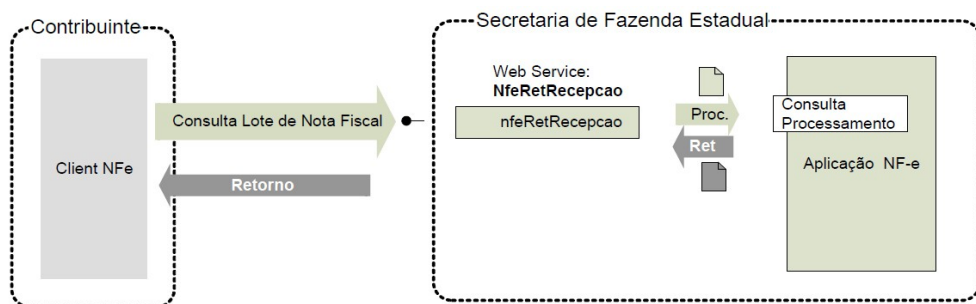 Contribuinte
Client NFe
Consulta Lote de Nota Fiscal
Retorno
Secretaria de Fazenda Estadual
Web Service:
NfeRetRecepcao
nfeRetRecepcao
Proc.
Ret
Consulta
Processamento
Aplicação NF-e